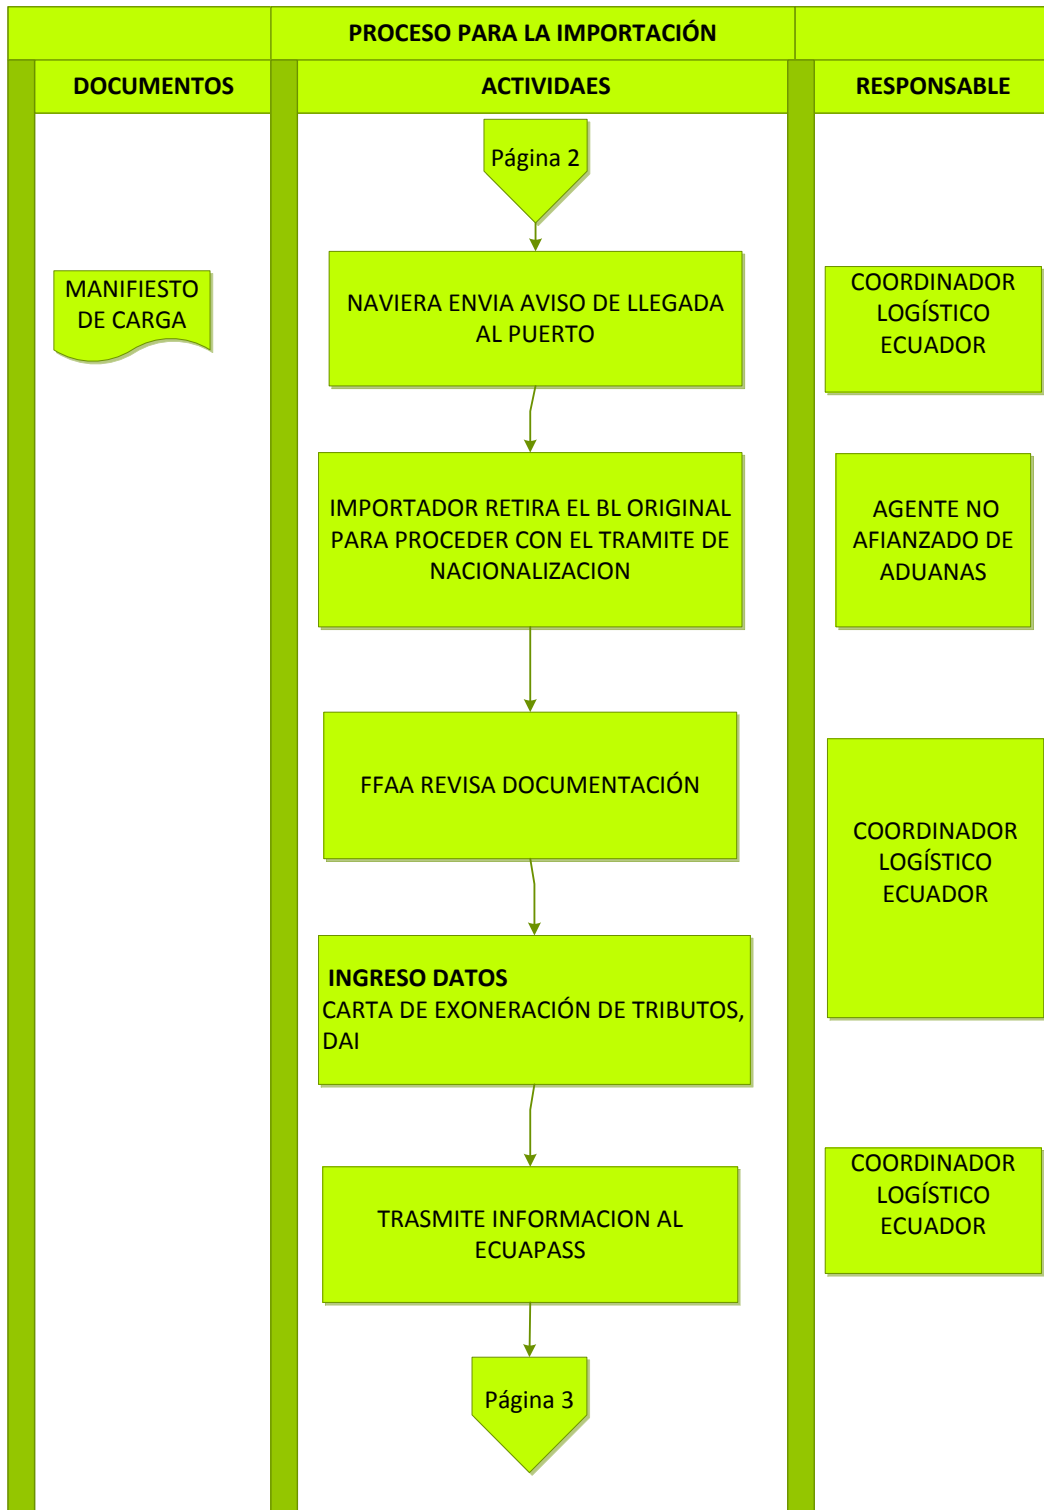 PROCESO PARA LA IMPORTACIÓN
DOCUMENTOS
ACTIVIDAES
RESPONSABLE
Página 2
MANIFIESTO
DE CARGA
NAVIERA ENVIA AVISO DE LLEGADA
AL PUERTO
COORDINADOR
LOGÍSTICO
ECUADOR
IMPORTADOR RETIRA EL BL ORIGINAL
PARA PROCEDER CON EL TRAMITE DE
NACIONALIZACION
AGENTE NO
AFIANZADO DE
ADUANAS
FFAA REVISA DOCUMENTACIÓN
COORDINADOR
LOGÍSTICO
ECUADOR
INGRESO DATOS
CARTA DE EXONERACIÓN DE TRIBUTOS,
DAI
TRASMITE INFORMACION AL
ECUAPASS
COORDINADOR
LOGÍSTICO
ECUADOR
Página 3